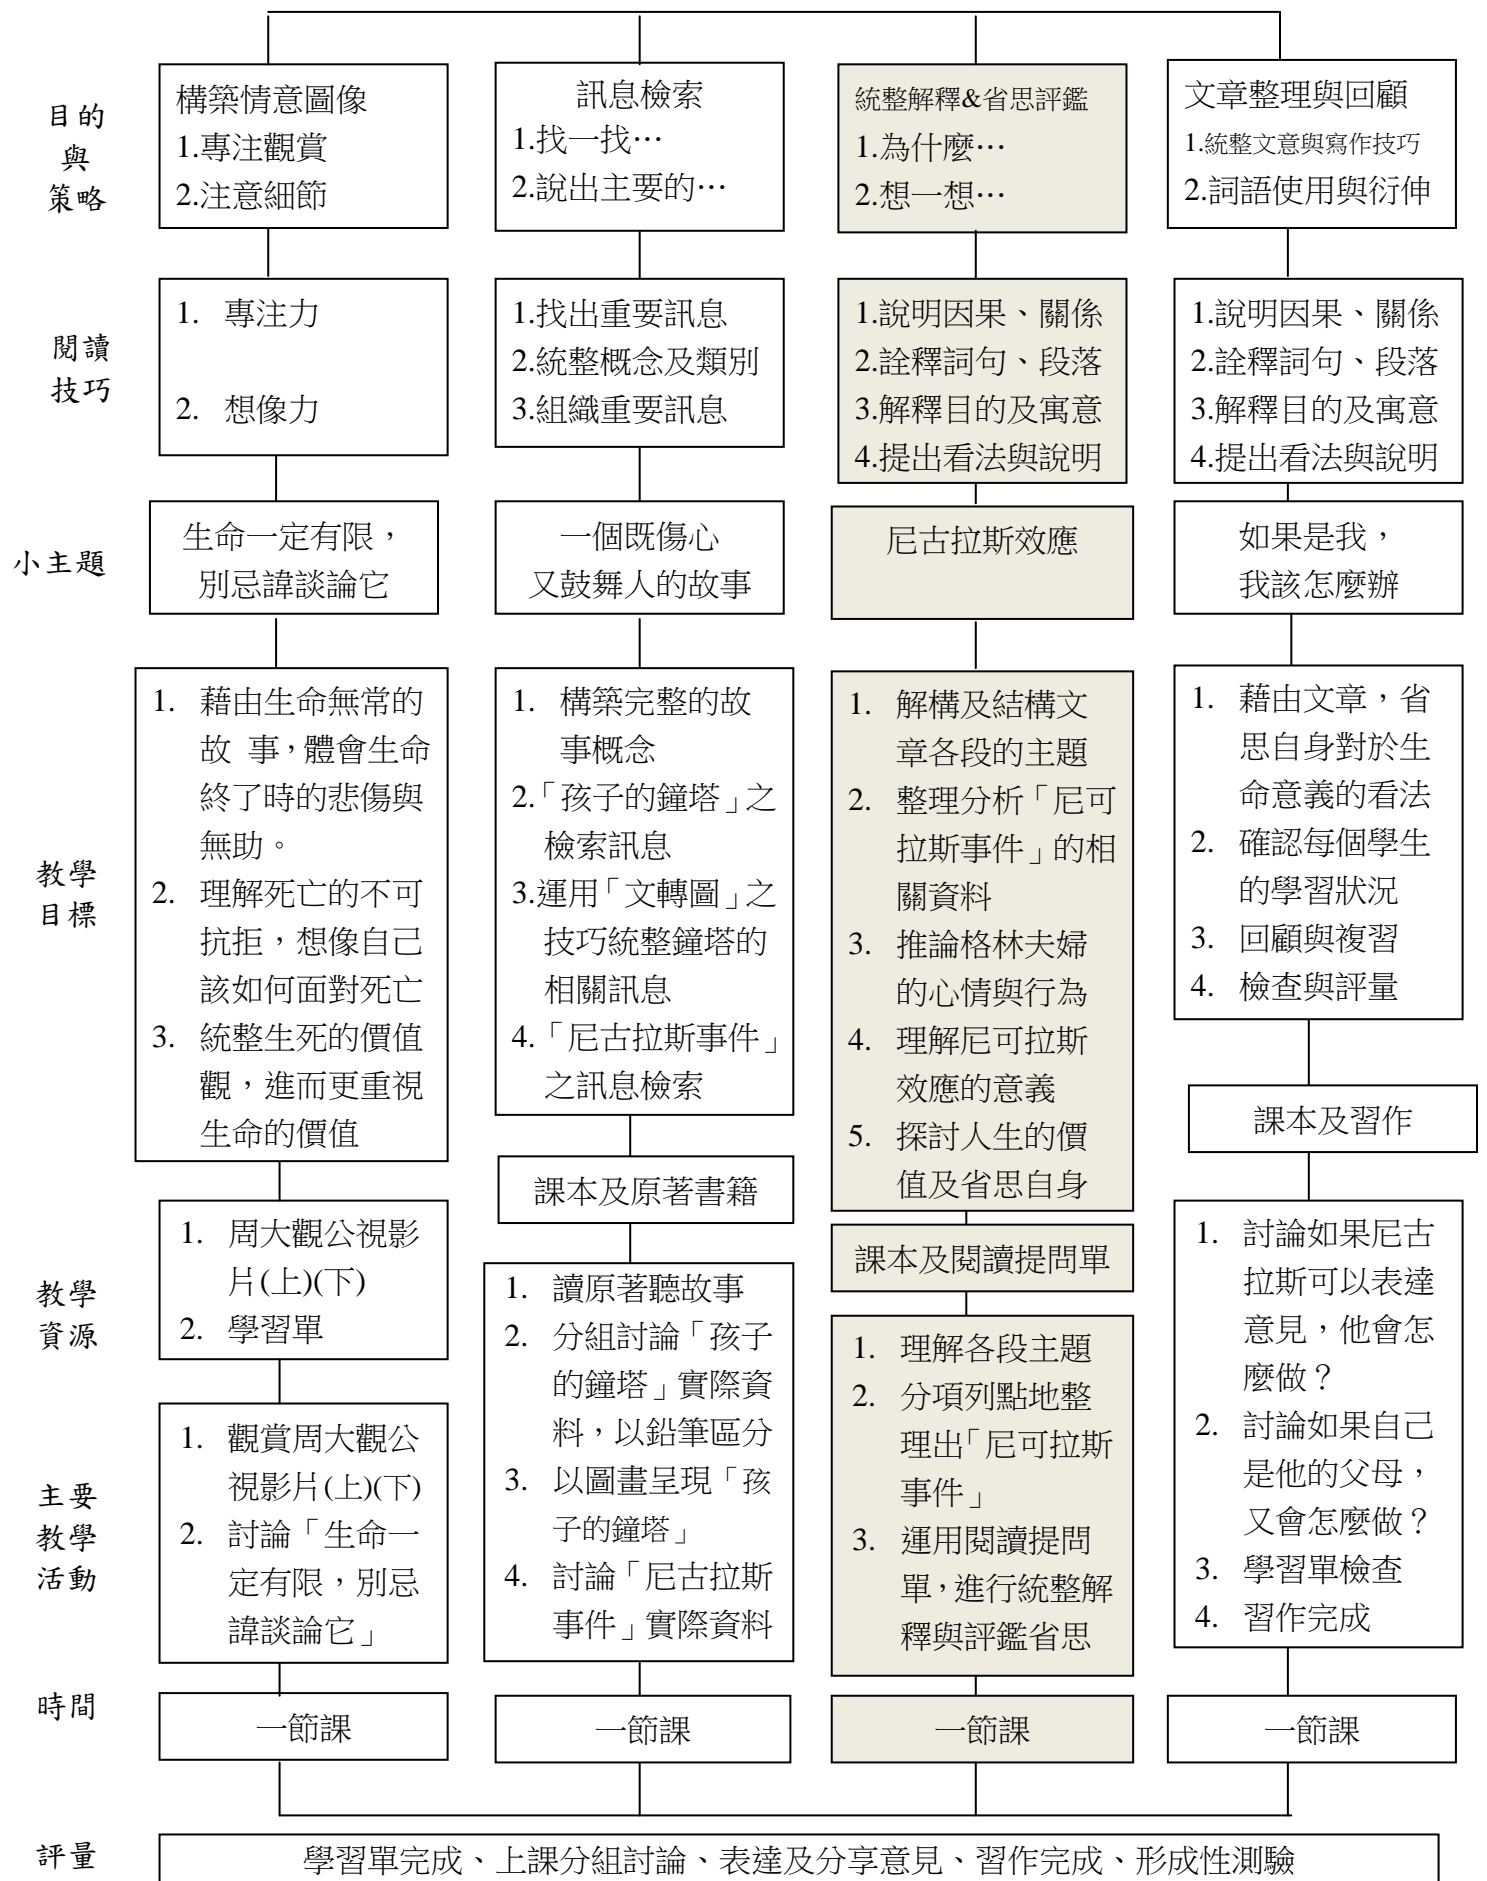 目的
與
策略
構築情意圖像
1.專注觀賞
2.注意細節
訊息檢索
1.找一找…
2.說出主要的…
統整解釋&省思評鑑
1.為什麼…
2.想一想…
文章整理與回顧
1.統整文意與寫作技巧
2.詞語使用與衍伸
閱讀
技巧
1. 專注力
2. 想像力
1.找出重要訊息
2.統整概念及類別
3.組織重要訊息
1.說明因果、關係
2.詮釋詞句、段落
3.解釋目的及寓意
4.提出看法與說明
1.說明因果、關係
2.詮釋詞句、段落
3.解釋目的及寓意
4.提出看法與說明
小主題
生命一定有限，
別忌諱談論它
一個既傷心
又鼓舞人的故事
尼古拉斯效應
如果是我，
我該怎麼辦
教學
目標
1. 藉由生命無常的
故 事，體會生命
終了時的悲傷與
無助。
2. 理解死亡的不可
抗拒，想像自己
該如何面對死亡
3. 統整生死的價值
觀，進而更重視
生命的價值
1. 構築完整的故
事概念
2.「孩子的鐘塔」之
檢索訊息
3.運用「文轉圖」之
技巧統整鐘塔的
相關訊息
4.「尼古拉斯事件」
之訊息檢索
1. 解構及結構文
章各段的主題
2. 整理分析「尼可
拉斯事件」的相
關資料
3. 推論格林夫婦
的心情與行為
4. 理解尼可拉斯
效應的意義
5. 探討人生的價
值及省思自身
1. 藉由文章，省
思自身對於生
命意義的看法
2. 確認每個學生
的學習狀況
3. 回顧與複習
4. 檢查與評量
教學
資源
1. 周大觀公視影
片(上)(下)
2. 學習單
課本及原著書籍
課本及閱讀提問單
課本及習作
主要
教學
活動
1. 觀賞周大觀公
視影片(上)(下)
2. 討論「生命一
定有限，別忌
諱談論它」
1. 讀原著聽故事
2. 分組討論「孩子
的鐘塔」實際資
料，以鉛筆區分
3. 以圖畫呈現「孩
子的鐘塔」
4. 討論「尼古拉斯
事件」實際資料
1. 理解各段主題
2. 分項列點地整
理出「尼可拉斯
事件」
3. 運用閱讀提問
單，進行統整解
釋與評鑑省思
1. 討論如果尼古
拉斯可以表達
意見，他會怎
麼做？
2. 討論如果自己
是他的父母，
又會怎麼做？
3. 學習單檢查
4. 習作完成
時間
一節課
一節課
一節課
一節課
評量
學習單完成、上課分組討論、表達及分享意見、習作完成、形成性測驗